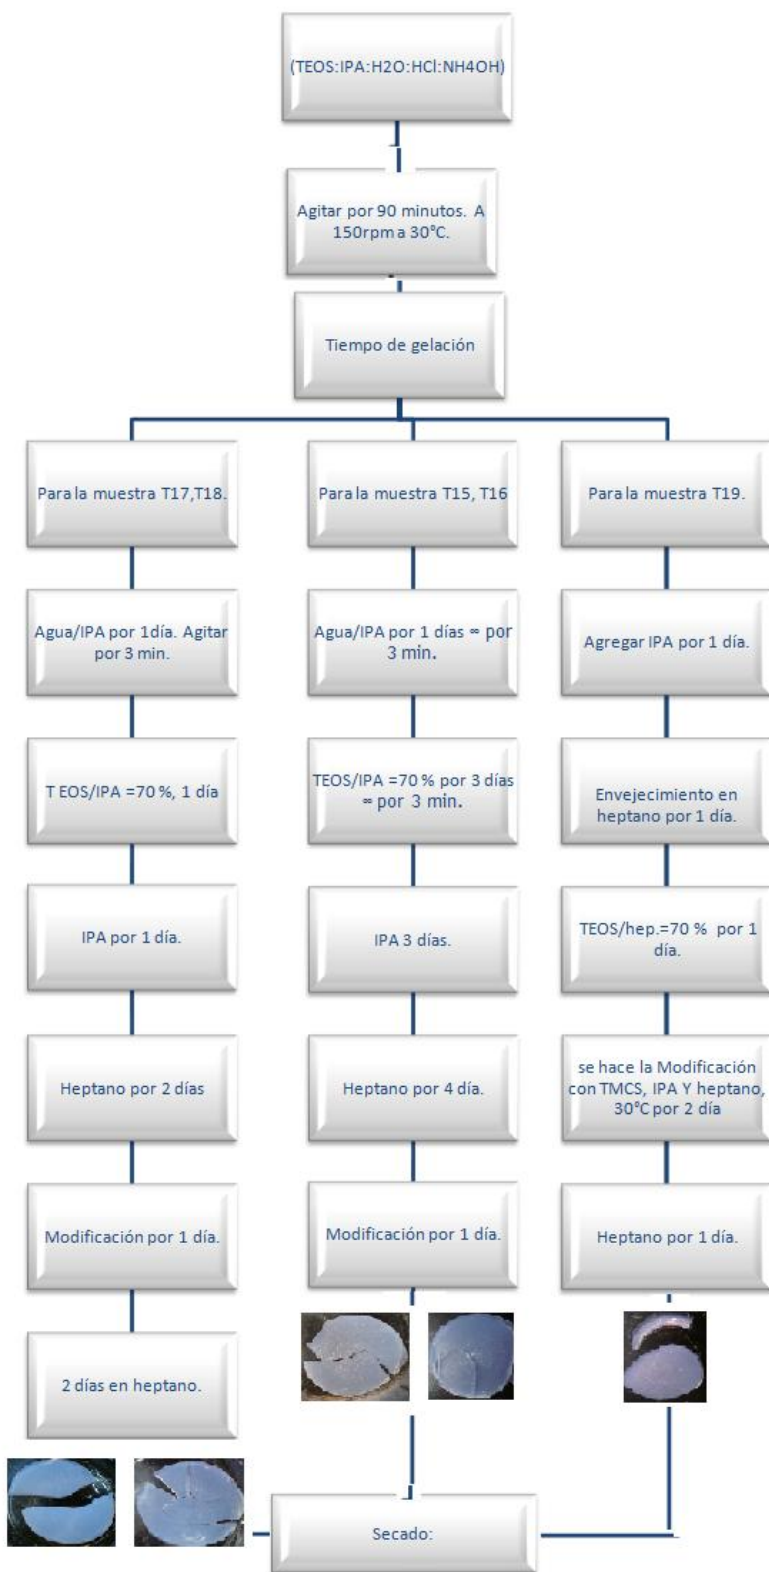 (TEOS:IPA:H2O:HCl:NH4OH)
Agitar por 90 minutos. A
150rpm a 30°C.
Tiempo de gelación
Para la muestra T17,T18.
Agua/IPA por 1día. Agitar
por 3 min.
T EOS/IPA =70 %, 1 día
IPA por 1 día.
Heptano por 2 días
Modificación por 1 día.
2 días en heptano.
Para la muestra T15, T16
Agua/IPA por 1 días ∞ por
3 min.
TEOS/IPA =70 % por 3 días
∞ por 3 min.
IPA 3 días.
Heptano por 4 día.
Modificación por 1 día.
Para la muestra T19.
Agregar IPA por 1 día.
Envejecimiento en
heptano por 1 día.
TEOS/hep.=70 % por 1
día.
se hace la Modificación
con TMCS, IPA Y heptano,
30°C por 2 día
Heptano por 1 día.
Secado: